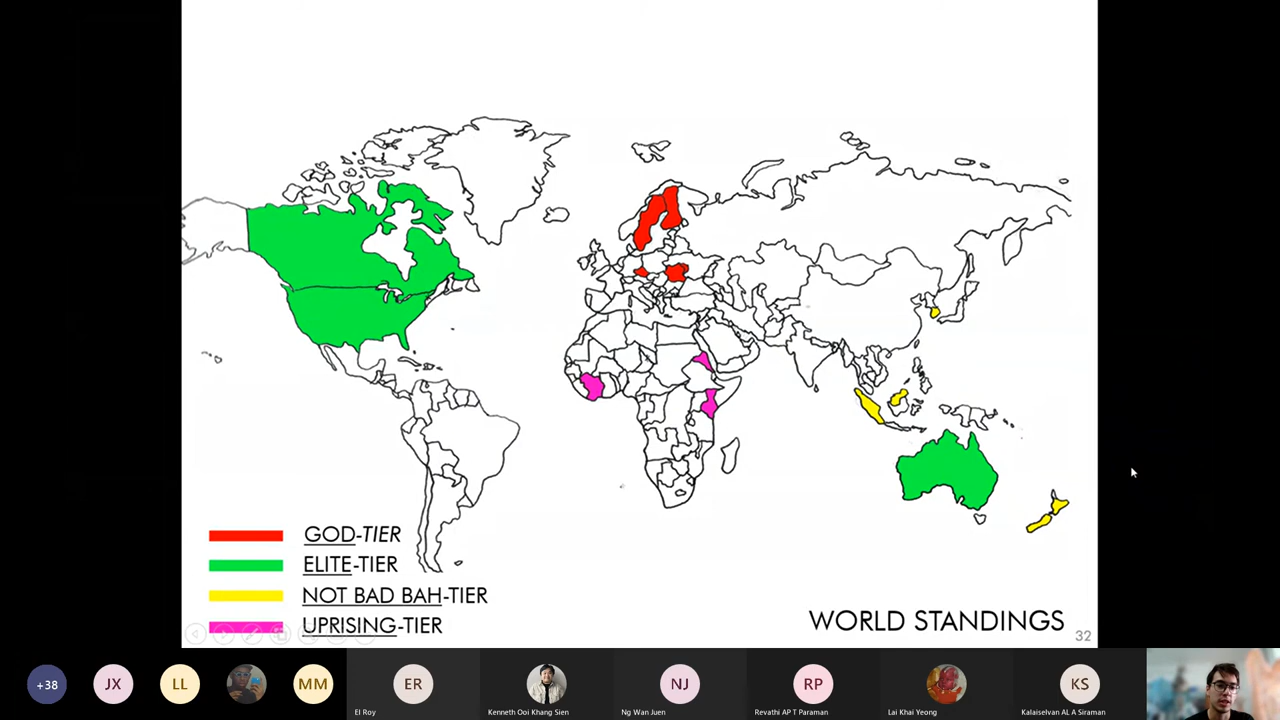 GOD-TIER
ELITE-TIER
NOT BAD BAH-TIER
UPRISING-TIER
WORLD STANDINGS
32
+38
JX
LL
MM
ER
NJ
RP
KS
El Roy
Kenneth Ooi Khang Sien
Ng Wan Juen
Revathi AP T Paraman
Lai Khai Yeong
Kalaiselvan AL A Siraman